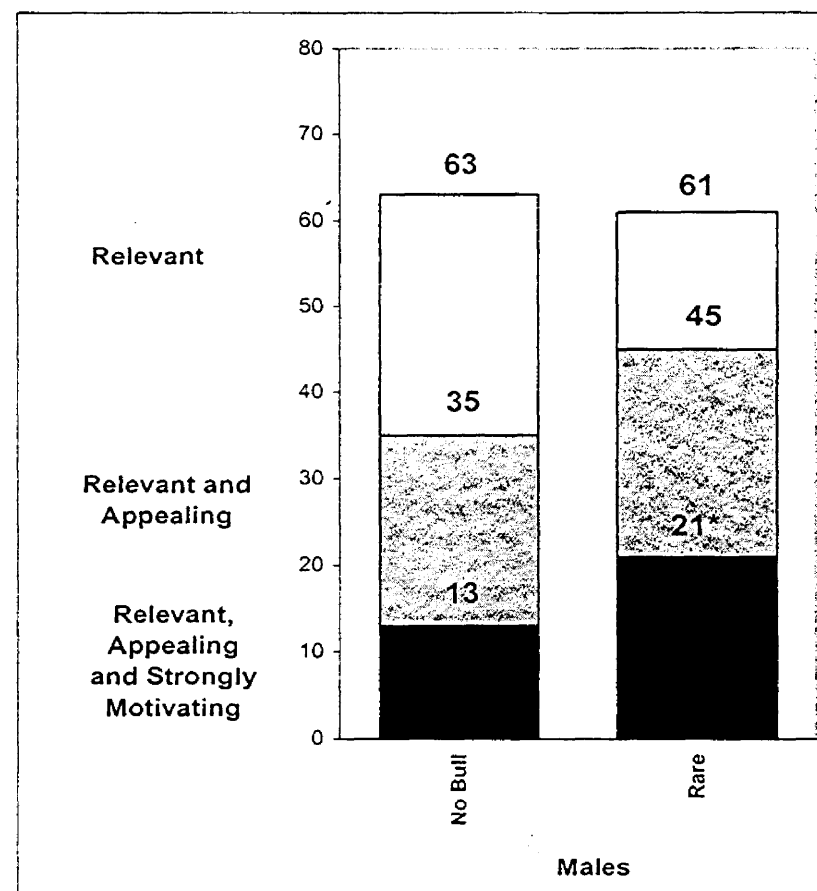 80
70
63
61
60
Relevant
50
45
40
35
30
Relevant and
Appealing
21*
20
13
Relevant,
Appealing
and Strongly
Motivating
10
0
No Bull
Rare
Males